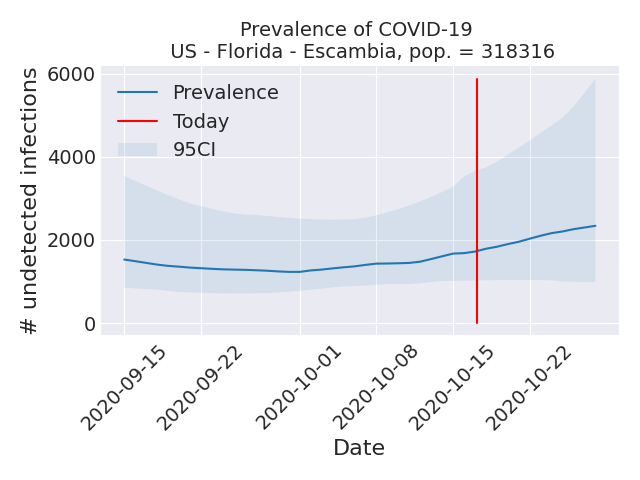 Prevalence of COVID-19
US - Florida - Escambia, pop. = 318316
# undetected infections
6000
4000
2000
0
Prevalence
Today
95CI
2020-09-15
2020-09-22
2020-10-01
2020-10-08
2020-10-15
2020-10-22
Date